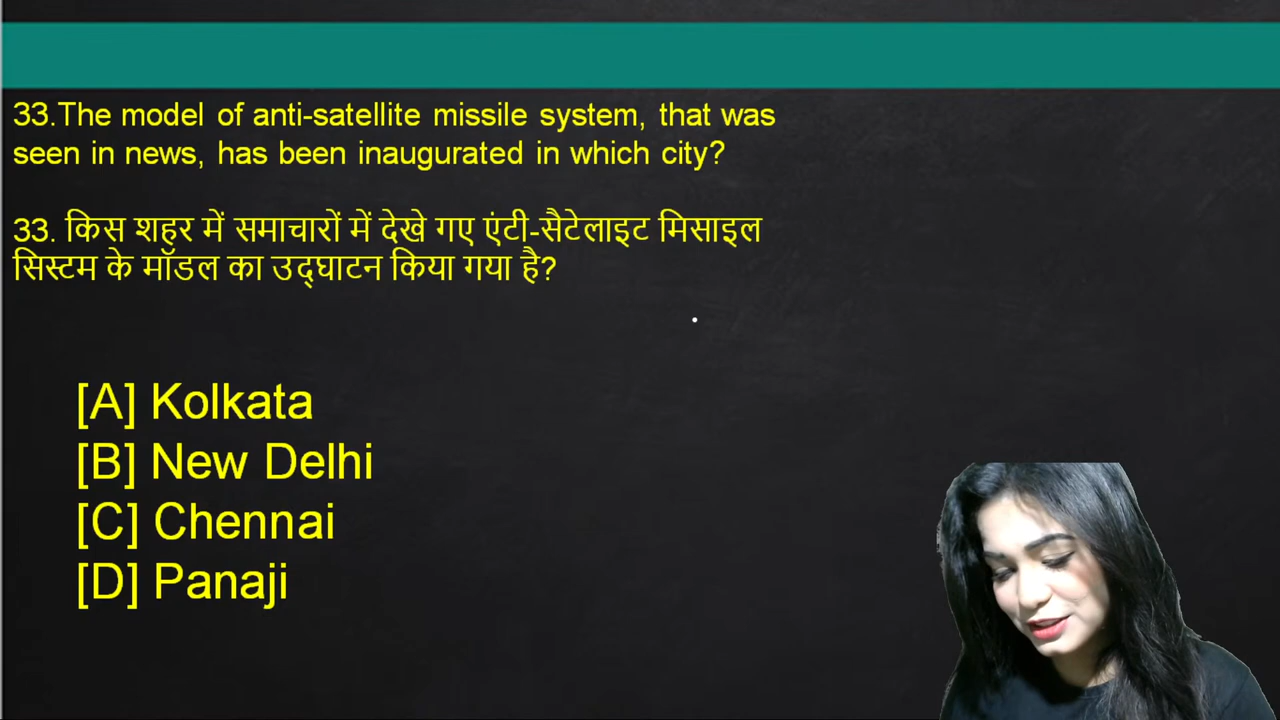 33.The model of anti-satellite missile system, that was
seen in news, has been inaugurated in which city?
33. किस शहर में समाचारों में देखे गए एंटी-सैटेलाइट मिसाइल
सिस्टम के मॉडल का उद्घाटन किया गया है?
[A] Kolkata
[B] New Delhi
[C] Chennai
[D] Panaji